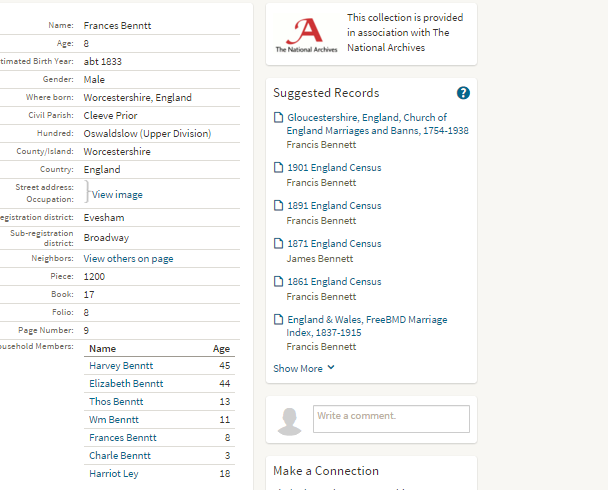 Name: Frances Benntt
Age: 8
timated Birth Year: abt 1833
Gender: Male
Where born: Worcestershire, England
Civil Parish: Cleeve Prior
Hundred: Oswaldslow (Upper Division)
County/Island: Worcestershire
Country: England
Street address:
Occupation:
View image
egistration district: Evesham
Sub-registration
district: Broadway
Neighbors: View others on page
Piece: 1200
Book: 17
Folio: 8
Page Number: 9
ousehold Members:
Name Age
Harvey Benntt 45
Elizabeth Benntt 44
Thos Benntt 13
Wm Benntt 11
Frances Benntt 8
Charle Benntt 3
Harriot Ley 18
A
The National Archives
This collection is provided
in association with The
National Archives
Suggested Records ?
Gloucestershire, England, Church of
England Marriages and Banns, 1754-1938
Francis Bennett
1901 England Census
Francis Bennett
1891 England Census
Francis Bennett
1871 England Census
James Bennett
1861 England Census
Francis Bennett
England & Wales, FreeBMD Marriage
Index, 1837-1915
Francis Bennett
Show More
Write a comment.
Make a Connection